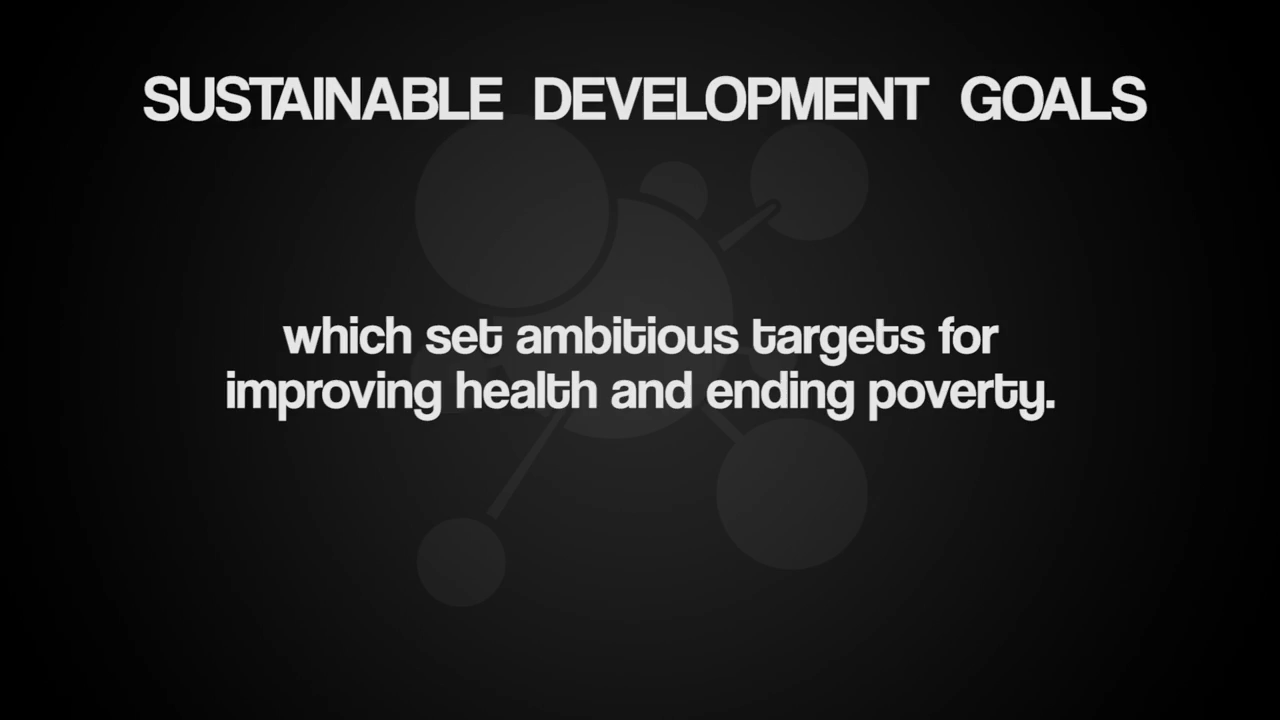 SUSTAINABLE DEVELOPMENT GOALS
which set ambitious targets for
improving health and ending poverty.